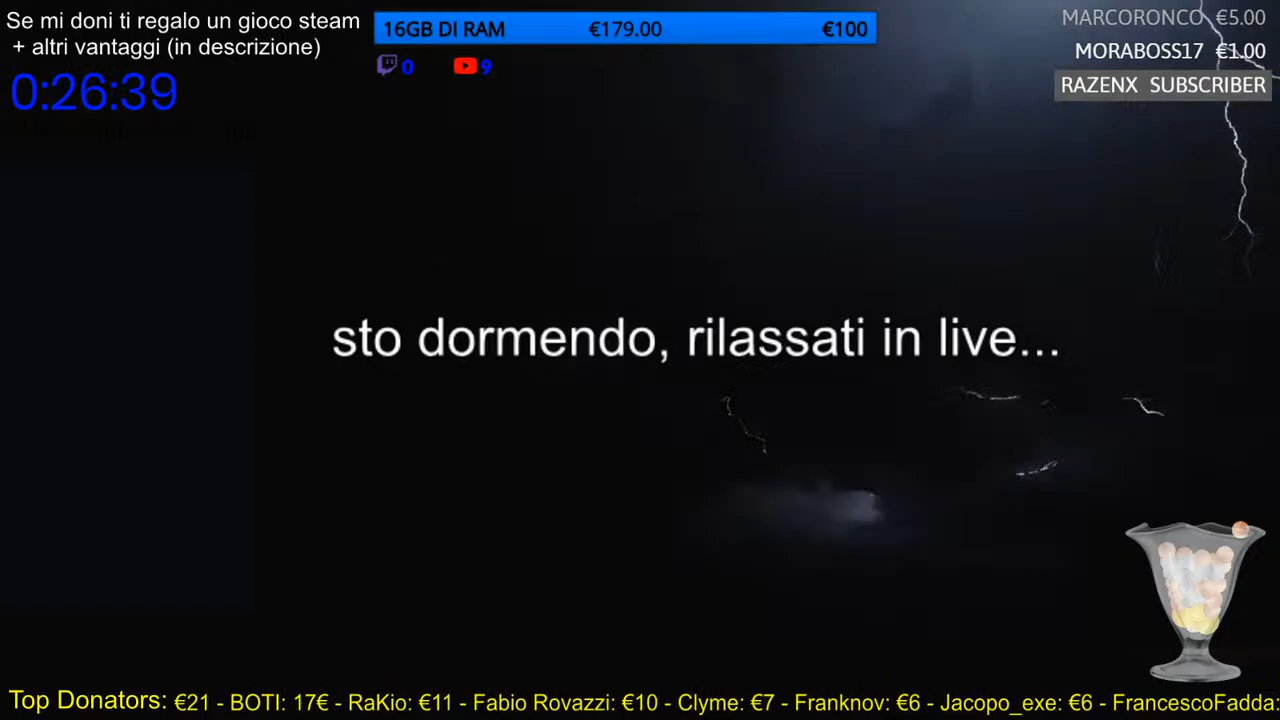 Se mi doni ti regalo un gioco steam
+ altri vantaggi (in descrizione)
0:26:39
16GB DI RAM €179.00 €100
0 9
MARCORONCO €5.00
MORABOSS17 €1.00
RAZENX SUBSCRIBER
sto dormendo, rilassati in live...
Top Donators: €21 - BOTI: 17€ - RaKio: €11 - Fabio Rovazzi: €10 - Clyme: €7 - Franknov: €6 - Jacopo_exe: €6 - FrancescoFadda: